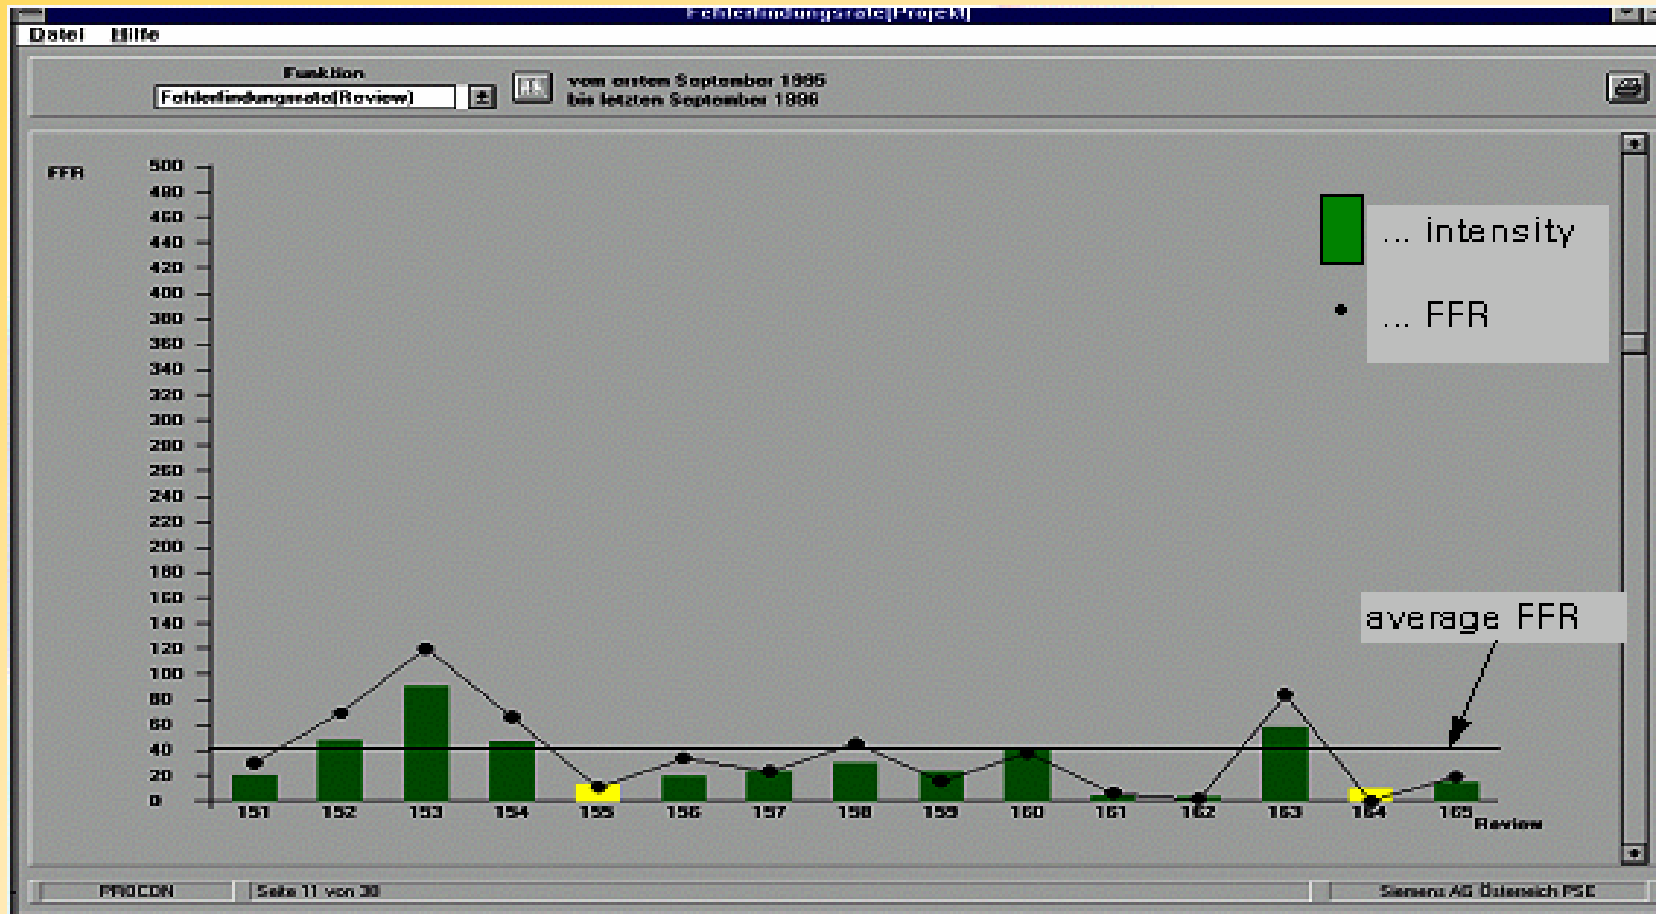 Fehlerfindungsrate[Projekt]
Datei Hilfe
Funktion
Fehlerfindungsrate(Review)
vom ersten September 1995
bis letzten September 1996
FFR
500
480
460
440
420
400
380
360
340
320
300
280
260
240
220
200
180
160
140
120
100
80
60
40
20
0
... intensity
... FFR
average FFR
151 152 153 154 155 156 157 158 159 160 161 162 163 164 165
Review
PROCON Seite 11 von 38 Siemens AG Österreich PSE